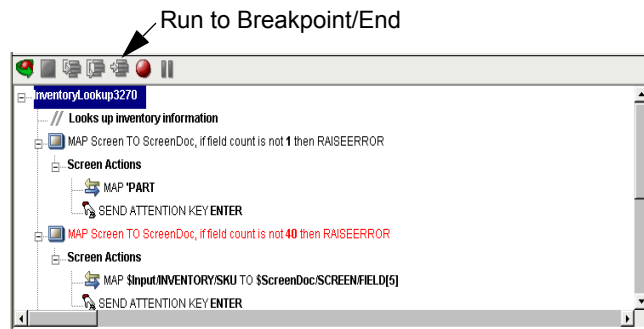 Run to Breakpoint/End
InventoryLookup3270
// Looks up inventory information
MAP Screen TO ScreenDoc, if field count is not 1 then RAISEERROR
Screen Actions
MAP 'PART
SEND ATTENTION KEY ENTER
MAP Screen TO ScreenDoc, if field count is not 40 then RAISEERROR
Screen Actions
MAP $Input/INVENTORY/SKU TO $ScreenDoc/SCREEN/FIELD[5]
SEND ATTENTION KEY ENTER